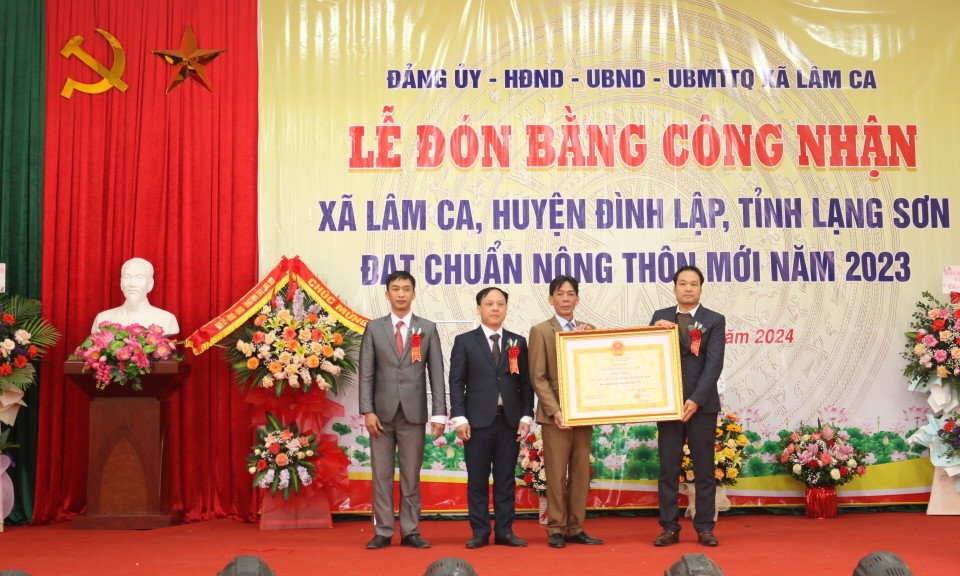 ĐẢNG ỦY - HĐND - UBND - UBMTTQ XÃ LÂM CA
LỄ ĐÓN BẰNG CÔNG NHẬN
XÃ LÂM CA, HUYỆN ĐÌNH LẬP, TỈNH LẠNG SƠN
ĐẠT CHUẨN NÔNG THÔN MỚI NĂM 2023
năm 2024
CHÚC MỪNG